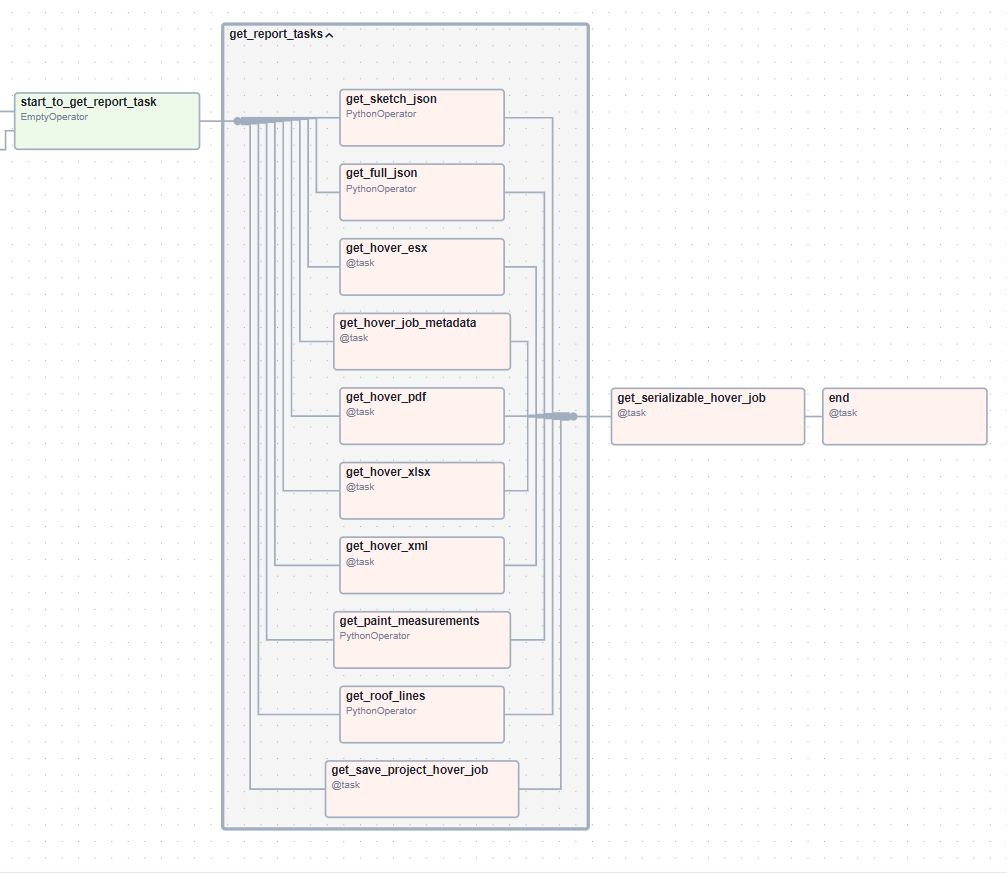 get_report_tasks
start_to_get_report_task
EmptyOperator
get_sketch_json
PythonOperator
get_full_json
PythonOperator
get_hover_esx
@task
get_hover_job_metadata
@task
get_hover_pdf
@task
get_hover_xlsx
@task
get_hover_xml
@task
get_paint_measurements
PythonOperator
get_roof_lines
PythonOperator
get_save_project_hover_job
@task
get_serializable_hover_job
@task
end
@task